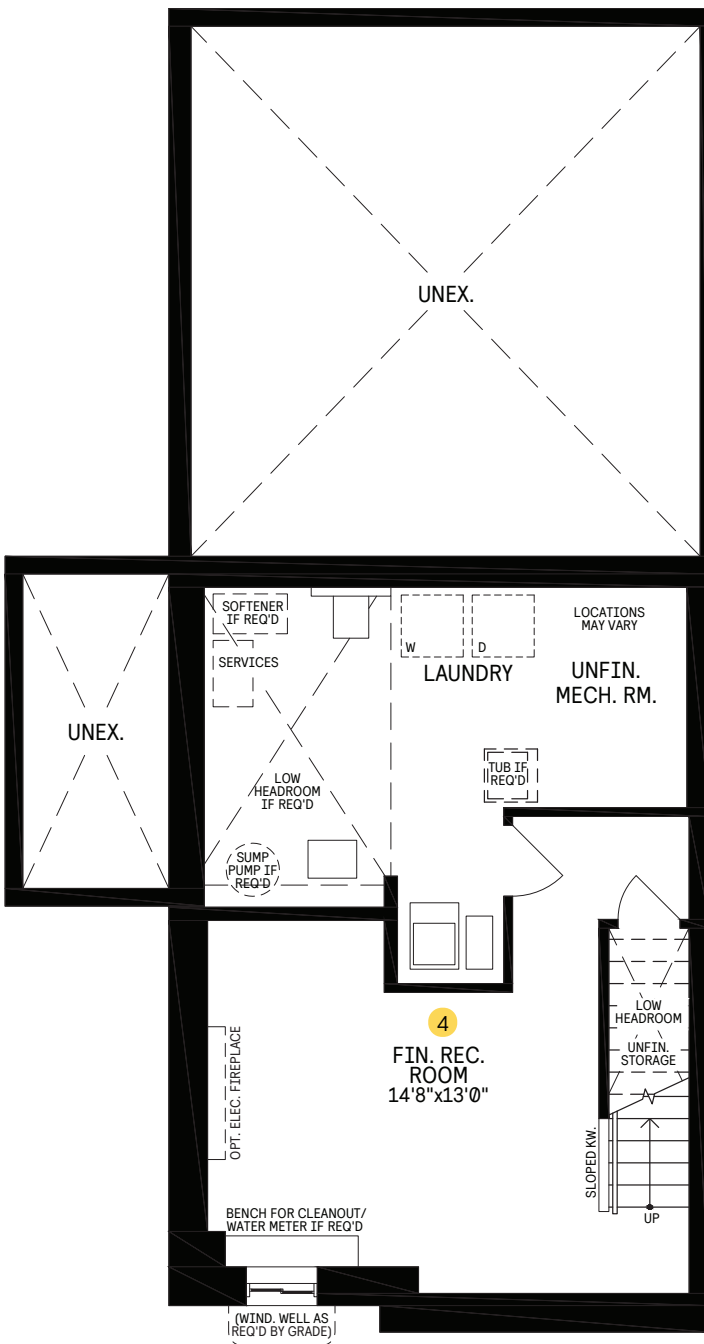 UNEX.
SOFTENER
IF REQ'D
SERVICES
W
D
LAUNDRY
LOCATIONS
MAY VARY
UNFIN.
MECH. RM.
UNEX.
LOW
HEADROOM
IF REQ'D
TUB IF
REQ'D
SUMP
PUMP IF
REQ'D
4
FIN. REC.
ROOM
14'8"x13'0"
LOW
HEADROOM
UNFIN.
STORAGE
OPT. ELEC. FIREPLACE
SLOPED KW.
UP
BENCH FOR CLEANOUT/
WATER METER IF REQ'D
(WIND. WELL AS
REQ'D BY GRADE)